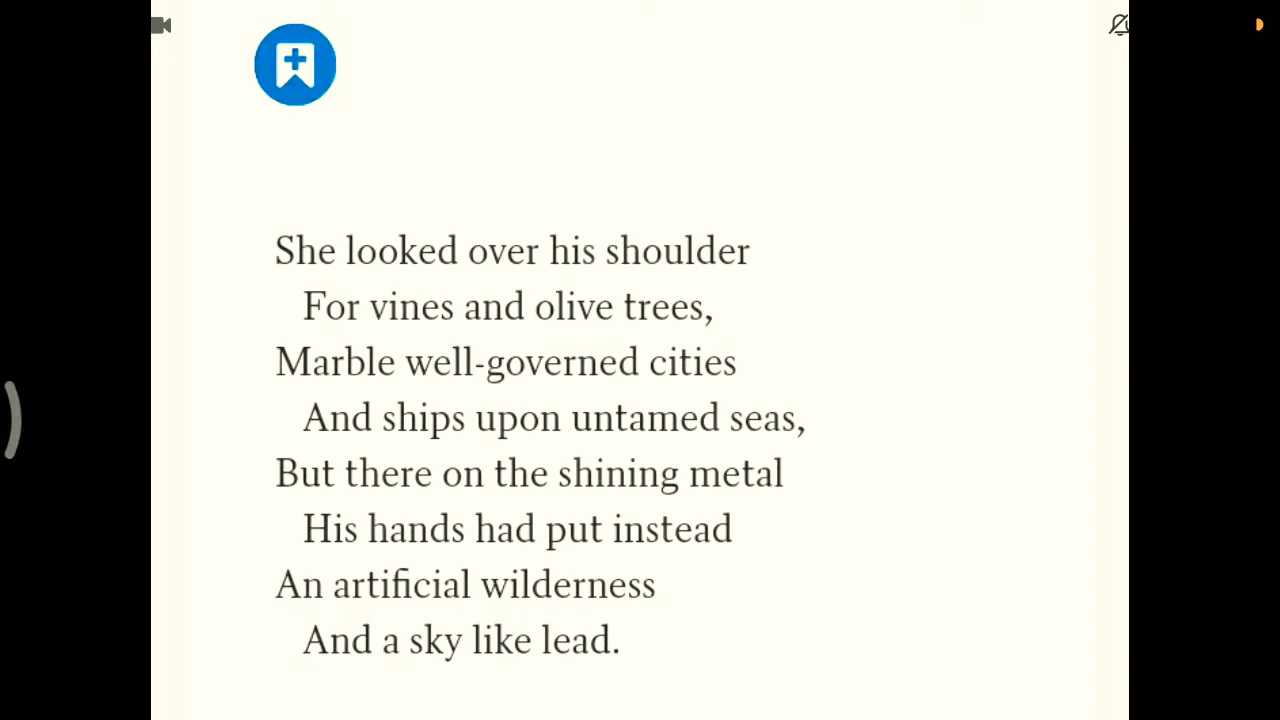 She looked over his shoulder
For vines and olive trees,
Marble well-governed cities
And ships upon untamed seas,
But there on the shining metal
His hands had put instead
An artificial wilderness
And a sky like lead.